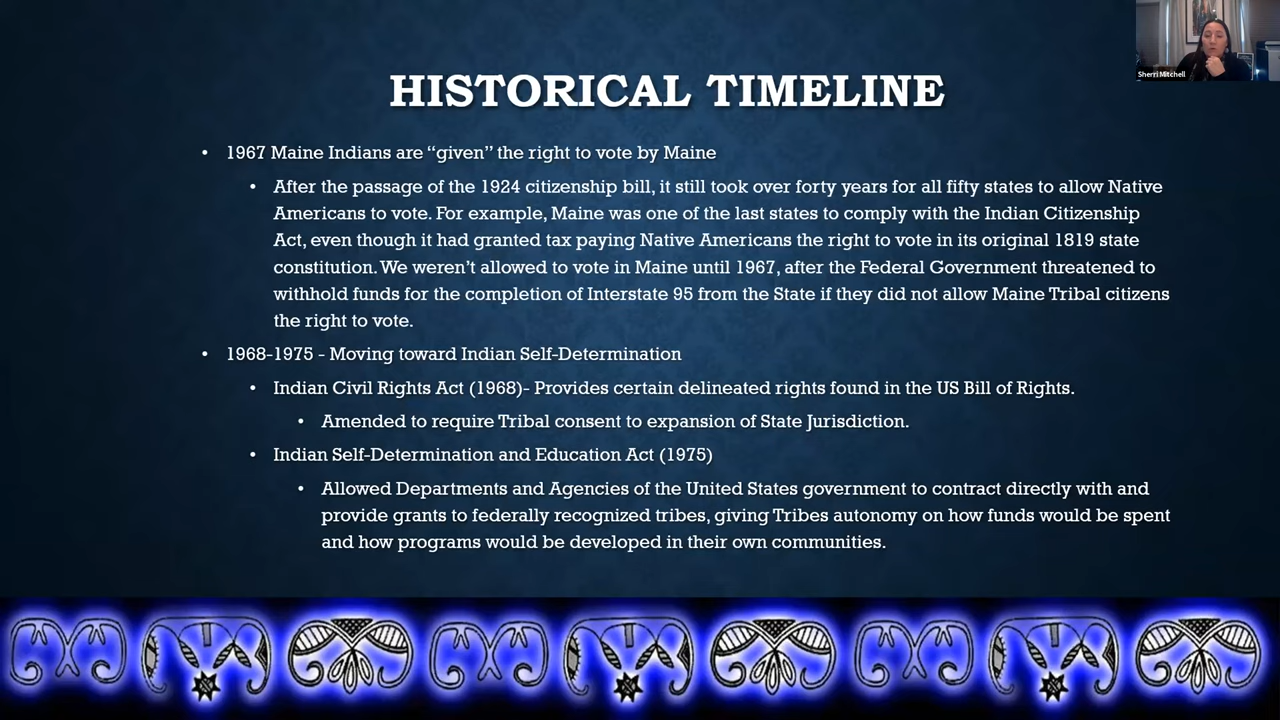 Sherri Mitchell
HISTORICAL TIMELINE
• 1967 Maine Indians are “given” the right to vote by Maine
• After the passage of the 1924 citizenship bill, it still took over forty years for all fifty states to allow Native
Americans to vote. For example, Maine was one of the last states to comply with the Indian Citizenship
Act, even though it had granted tax paying Native Americans the right to vote in its original 1819 state
constitution. We weren’t allowed to vote in Maine until 1967, after the Federal Government threatened to
withhold funds for the completion of Interstate 95 from the State if they did not allow Maine Tribal citizens
the right to vote.
• 1968-1975 - Moving toward Indian Self-Determination
• Indian Civil Rights Act (1968)- Provides certain delineated rights found in the US Bill of Rights.
• Amended to require Tribal consent to expansion of State Jurisdiction.
• Indian Self-Determination and Education Act (1975)
• Allowed Departments and Agencies of the United States government to contract directly with and
provide grants to federally recognized tribes, giving Tribes autonomy on how funds would be spent
and how programs would be developed in their own communities.